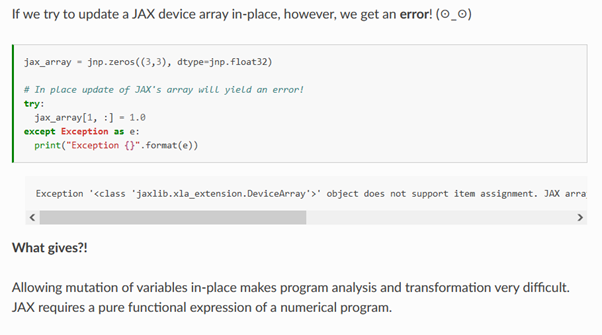 If we try to update a JAX device array in-place, however, we get an error! (⊙_⊙)
jax_array = jnp.zeros((3,3), dtype=jnp.float32)
# In place update of JAX's array will yield an error!
try:
  jax_array[1, :] = 1.0
except Exception as e:
  print("Exception {}".format(e))
Exception '<class 'jaxlib.xla_extension.DeviceArray'>' object does not support item assignment. JAX arra
What gives?!
Allowing mutation of variables in-place makes program analysis and transformation very difficult.
JAX requires a pure functional expression of a numerical program.